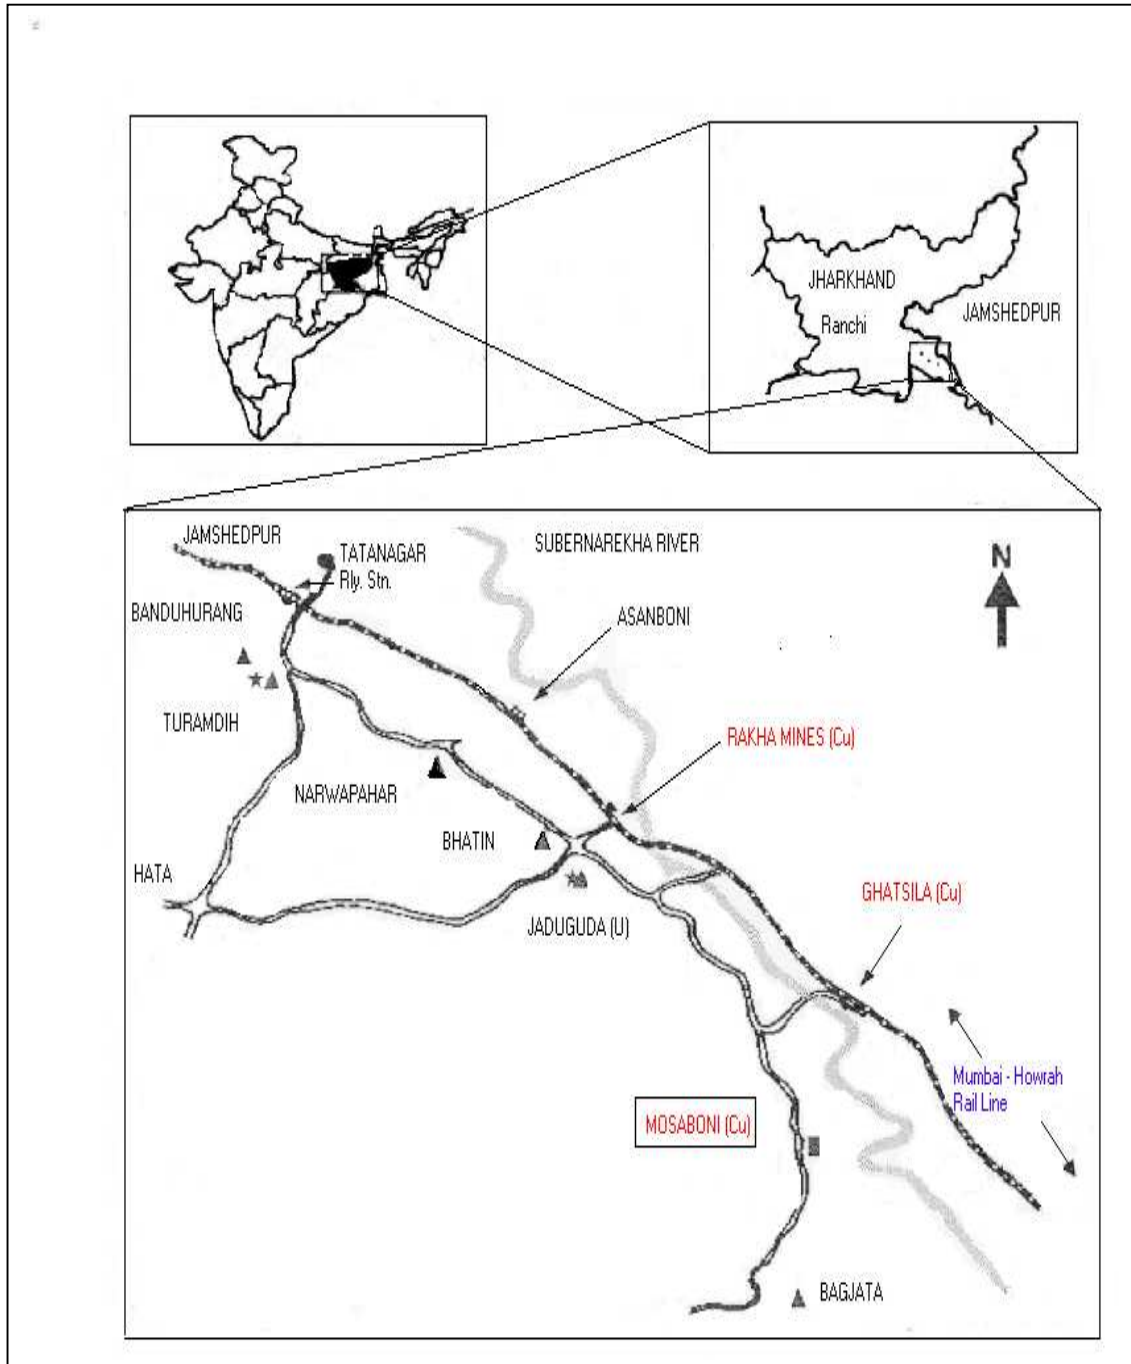 JHARKHAND
Ranchi
JAMSHEDPUR
JAMSHEDPUR
TATANAGAR
Rly. Stn.
SUBERNAREKHA RIVER
N
BANDUHURANG
ASANBONI
TURAMDIH
RAKHA MINES (Cu)
NARWAPAHAR
BHATIN
HATA
GHATSILA (Cu)
JADUGUDA (U)
Mumbai - Howrah
Rail Line
MOSABONI (Cu)
BAGJATA